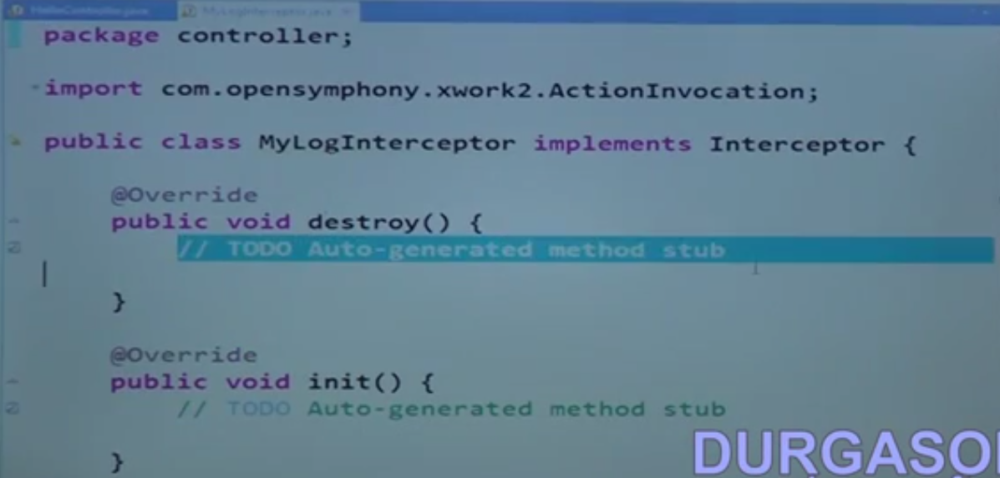 HelloController.java MyLogInterceptor.java
package controller;
import com.opensymphony.xwork2.ActionInvocation;
public class MyLogInterceptor implements Interceptor {
@Override
public void destroy() {
// TODO Auto-generated method stub
}
@Override
public void init() {
// TODO Auto-generated method stub
}
DURGASO